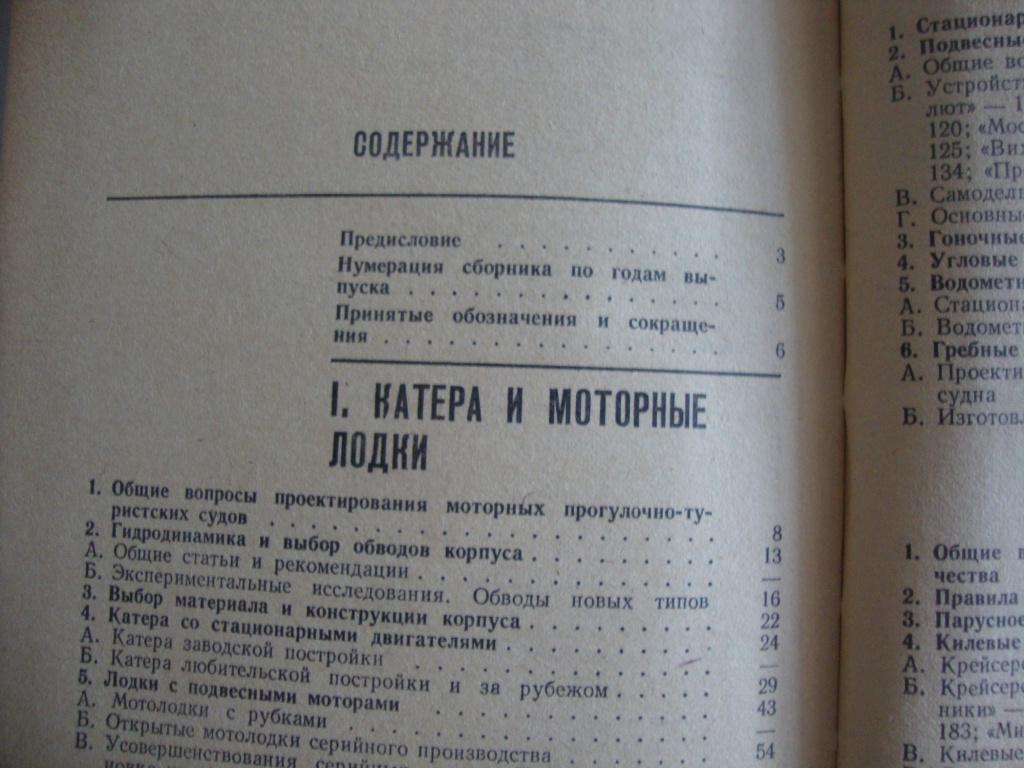 СОДЕРЖАНИЕ
Предисловие . . . . . . . . . . 3
Нумерация сборника по годам вы-
пуска . . . . . . . . . . . . . . 5
Принятые обозначения и сокраще-
ния . . . . . . . . . . . . . . . 6
I. КАТЕРА И МОТОРНЫЕ
ЛОДКИ
1. Общие вопросы проектирования моторных прогулочно-ту-
ристских судов . . . . . . . . . . . . . . . . 8
2. Гидродинамика и выбор обводов корпуса . . . . . . . 13
А. Общие статьи и рекомендации . . . . . . . . . . —
Б. Экспериментальные исследования. Обводы новых типов 16
3. Выбор материала и конструкции корпуса . . . . . . . 22
4. Катера со стационарными двигателями . . . . . . . . 24
А. Катера заводской постройки . . . . . . . . . . . —
Б. Катера любительской постройки и за рубежом . . . . . 29
5. Лодки с подвесными моторами . . . . . . . . . . 43
А. Мотолодки с рубками . . . . . . . . . . . . . —
Б. Открытые мотолодки серийного производства . . . . . 54
В. Усовершенствования
1. Стационар
2. Подвесны
А. Общие во
Б. Устройст
лют» — 1
120; «Мос
125; «Вих
134; «Пр
В. Самодель
Г. Основны
3. Гоночные
4. Угловые
5. Водометн
А. Стациона
Б. Водомет
6. Гребные
А. Проекти
судна
Б. Изготов
1. Общие в
чества
2. Правила
3. Парусное
4. Килевые
А. Крейсер
Б. Крейсер
ники» —
183; «Ми
В. Килевые